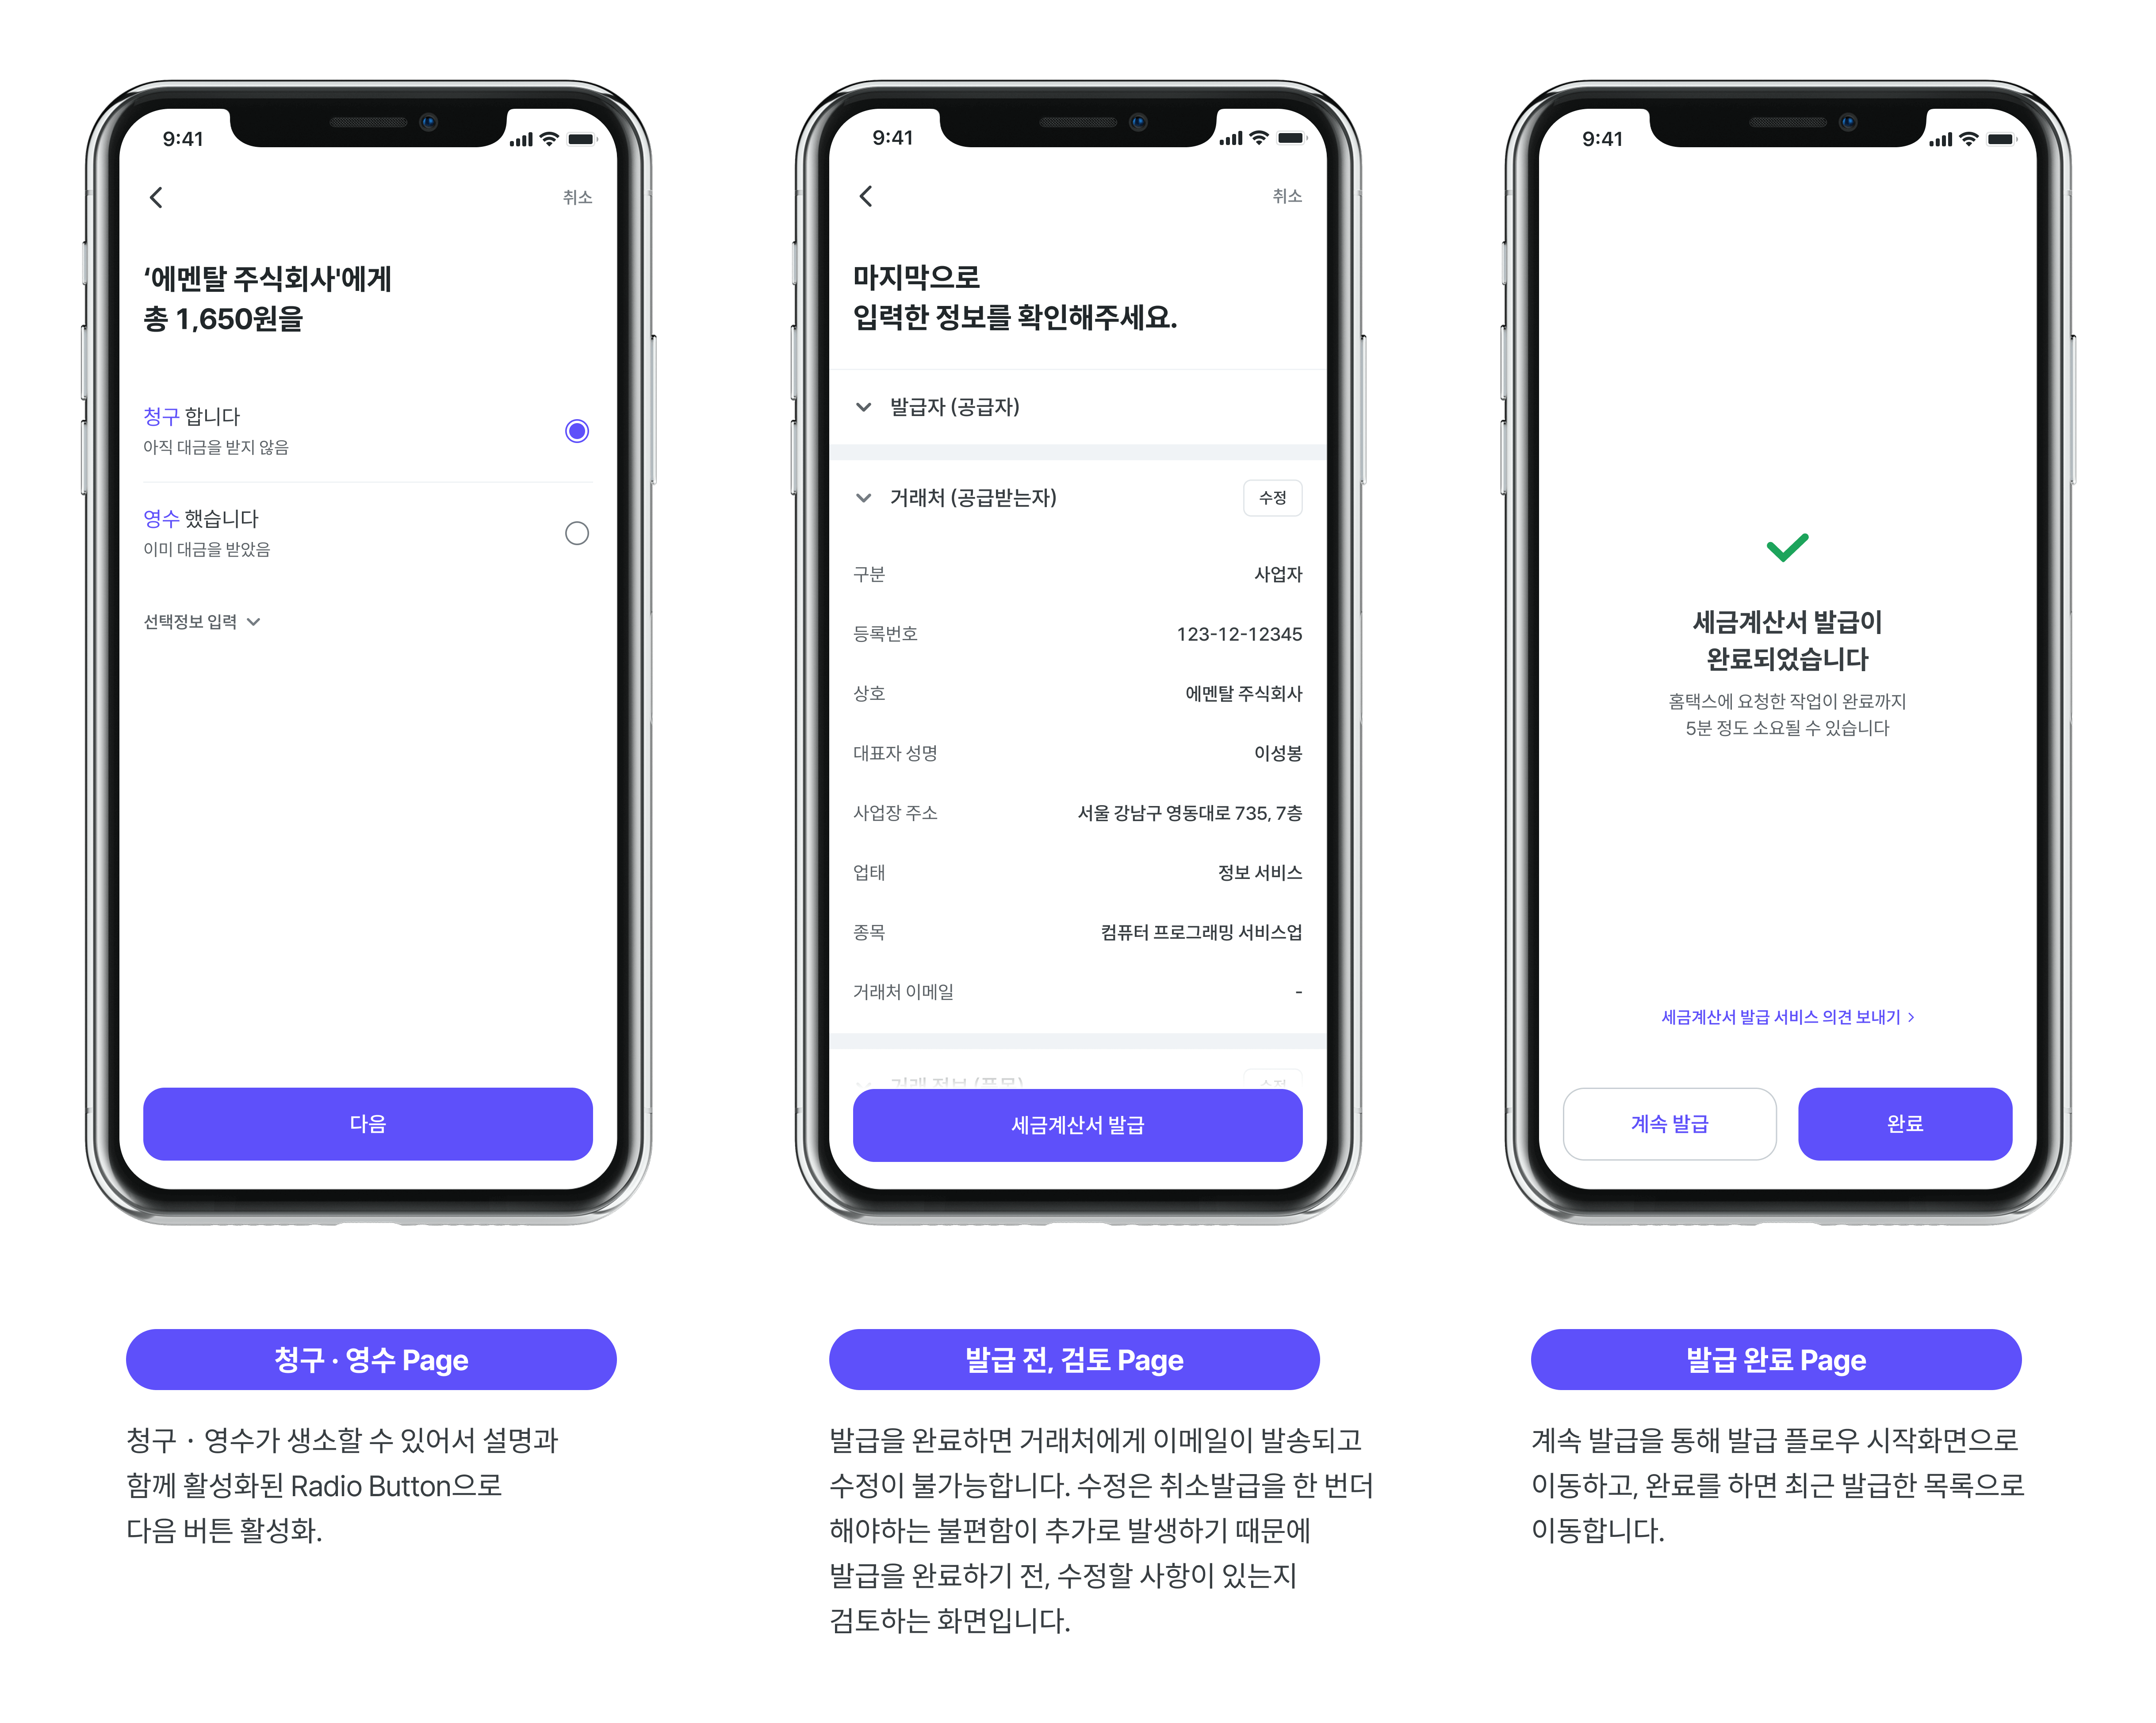 9:41
취소
‘에멘탈 주식회사'에게
총 1,650원을
청구 합니다
아직 대금을 받지 않음
영수 했습니다
이미 대금을 받았음
선택정보 입력
다음
9:41
취소
마지막으로
입력한 정보를 확인해주세요.
발급자 (공급자)
거래처 (공급받는자)
수정
구분
사업자
등록번호
123-12-12345
상호
에멘탈 주식회사
대표자 성명
이성봉
사업장 주소
서울 강남구 영동대로 735, 7층
업태
정보 서비스
종목
컴퓨터 프로그래밍 서비스업
거래처 이메일
-
거래 정보 (품목)
수정
세금계산서 발급
9:41
세금계산서 발급이
완료되었습니다
홈택스에 요청한 작업이 완료까지
5분 정도 소요될 수 있습니다
세금계산서 발급 서비스 의견 보내기 >
계속 발급
완료
청구 · 영수 Page
청구 · 영수가 생소할 수 있어서 설명과
함께 활성화된 Radio Button으로
다음 버튼 활성화.
발급 전, 검토 Page
발급을 완료하면 거래처에게 이메일이 발송되고
수정이 불가능합니다. 수정은 취소발급을 한 번더
해야하는 불편함이 추가로 발생하기 때문에
발급을 완료하기 전, 수정할 사항이 있는지
검토하는 화면입니다.
발급 완료 Page
계속 발급을 통해 발급 플로우 시작화면으로
이동하고, 완료를 하면 최근 발급한 목록으로
이동합니다.